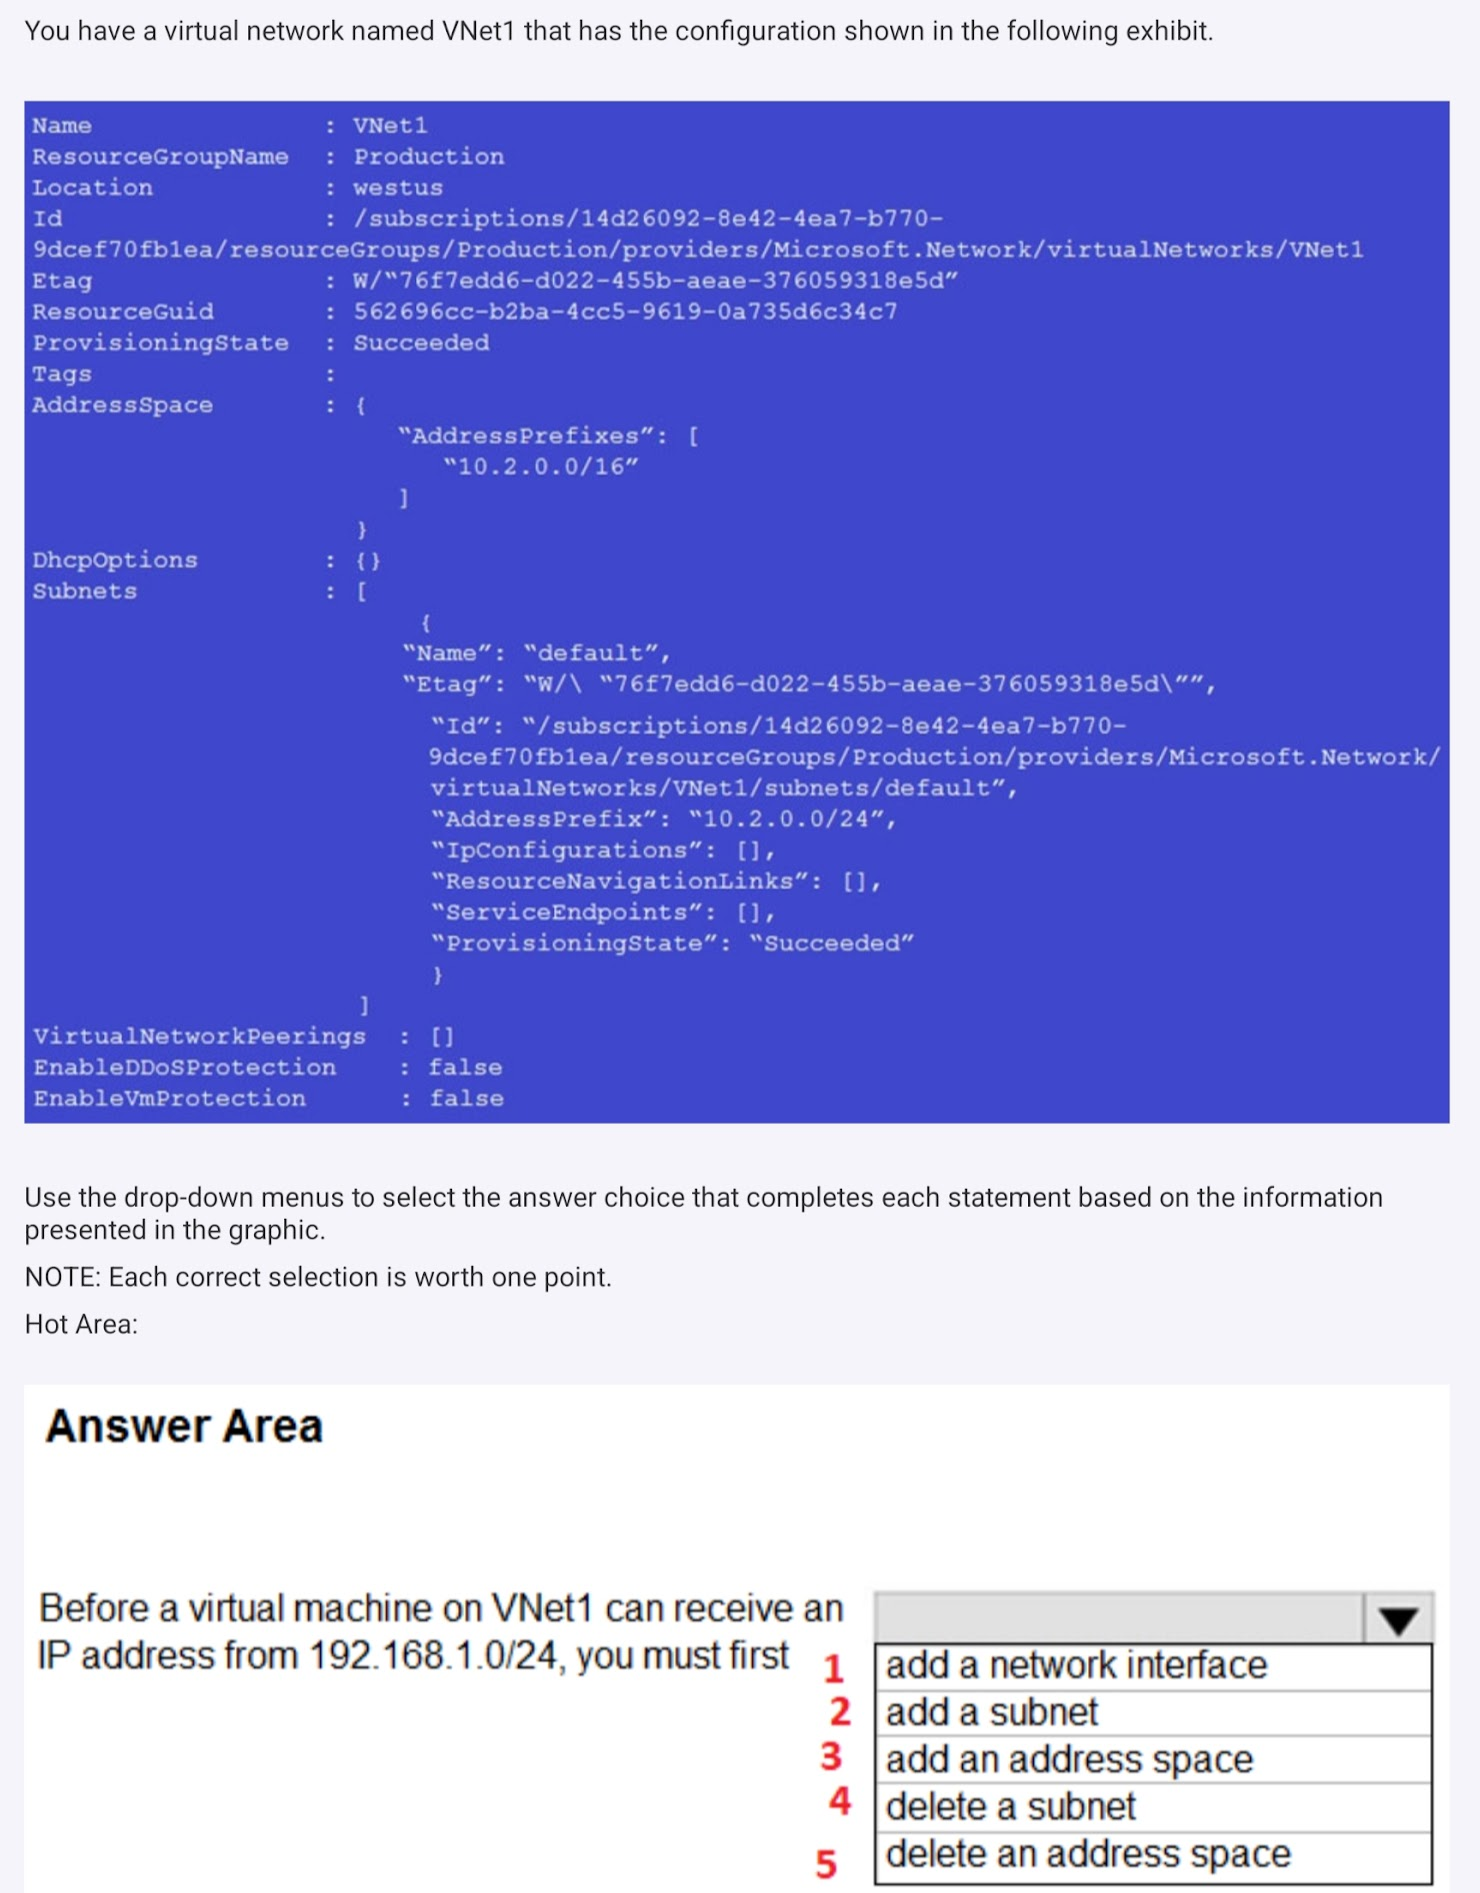 You have a virtual network named VNet1 that has the configuration shown in the following exhibit.
Name : VNet1
ResourceGroupName : Production
Location : westus
Id : /subscriptions/14d26092-8e42-4ea7-b770-
9dcef70fb1ea/resourceGroups/Production/providers/Microsoft.Network/virtualNetworks/VNet1
Etag : W/“76f7edd6-d022-455b-aeae-376059318e5d”
ResourceGuid : 562696cc-b2ba-4cc5-9619-0a735d6c34c7
ProvisioningState : Succeeded
Tags :
AddressSpace : {
“AddressPrefixes”: [
“10.2.0.0/16”
]
}
DhcpOptions : {}
Subnets : [
{
“Name”: “default”,
“Etag”: “W/\ “76f7edd6-d022-455b-aeae-376059318e5d\””,
“Id”: “/subscriptions/14d26092-8e42-4ea7-b770-
9dcef70fb1ea/resourceGroups/Production/providers/Microsoft.Network/
virtualNetworks/VNet1/subnets/default”,
“AddressPrefix”: “10.2.0.0/24”,
“IpConfigurations”: [],
“ResourceNavigationLinks”: [],
“ServiceEndpoints”: [],
“ProvisioningState”: “Succeeded”
}
]
VirtualNetworkPeerings : []
EnableDDoSProtection : false
EnableVmProtection : false
Use the drop-down menus to select the answer choice that completes each statement based on the information
presented in the graphic.
NOTE: Each correct selection is worth one point.
Hot Area:
Answer Area
Before a virtual machine on VNet1 can receive an
IP address from 192.168.1.0/24, you must first
1 add a network interface
2 add a subnet
3 add an address space
4 delete a subnet
5 delete an address space